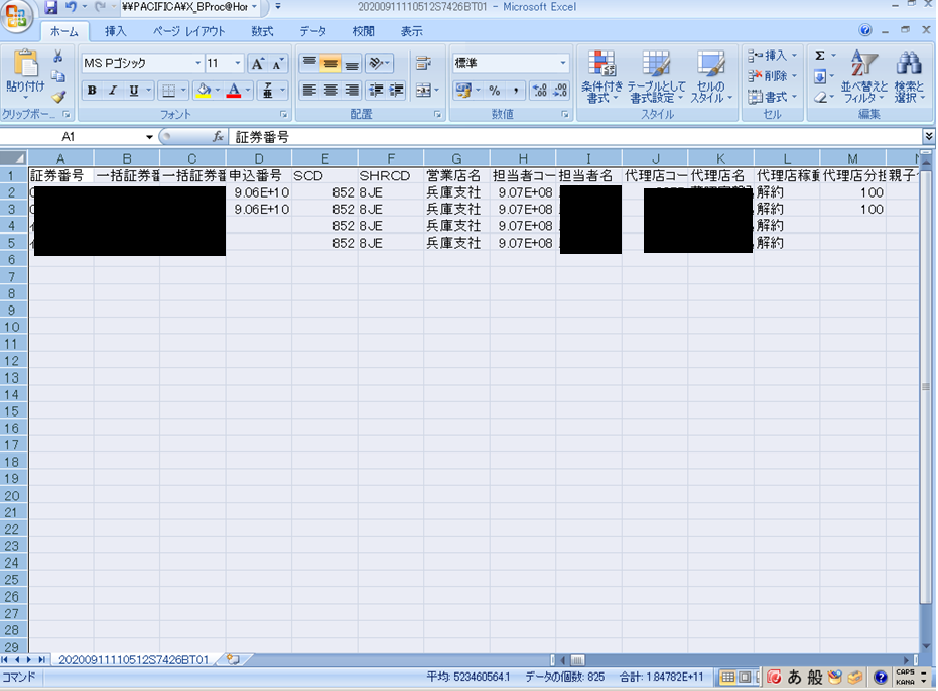 ¥¥PACIFICA¥X_BProc@Hor
20200911110512S7426BT01 - Microsoft Excel
ホーム 挿入 ページ レイアウト 数式 データ 校閲 表示
貼り付け
MS Pゴシック 11
B I U
標準
% ,
条件付き書式 テーブルとして書式設定 セルのスタイル
挿入
削除
書式
Σ
並べ替えと フィルタ 検索と 選択
クリップボー... フォント 配置 数値 スタイル セル 編集
A1 fx 証券番号
A B C D E F G H I J K L M N
1 証券番号 一括証券番 一括証券番 申込番号 SCD SHRCD 営業店名 担当者コー 担当者名 代理店コー 代理店名 代理店稼動 代理店分担 親子
2 9.06E+10 852 8JE 兵庫支社 9.07E+08 解約 100
3 9.06E+10 852 8JE 兵庫支社 9.07E+08 解約 100
4 852 8JE 兵庫支社 9.07E+08 解約
5 852 8JE 兵庫支社 9.07E+08 解約
6
7
8
9
10
11
12
13
14
15
16
17
18
19
20
21
22
23
24
25
26
27
28
29
20200911110512S7426BT01
コマンド 平均: 523460564.1 データの個数: 825 合計: 1.84782E+11
あ 般 CAPS KANA